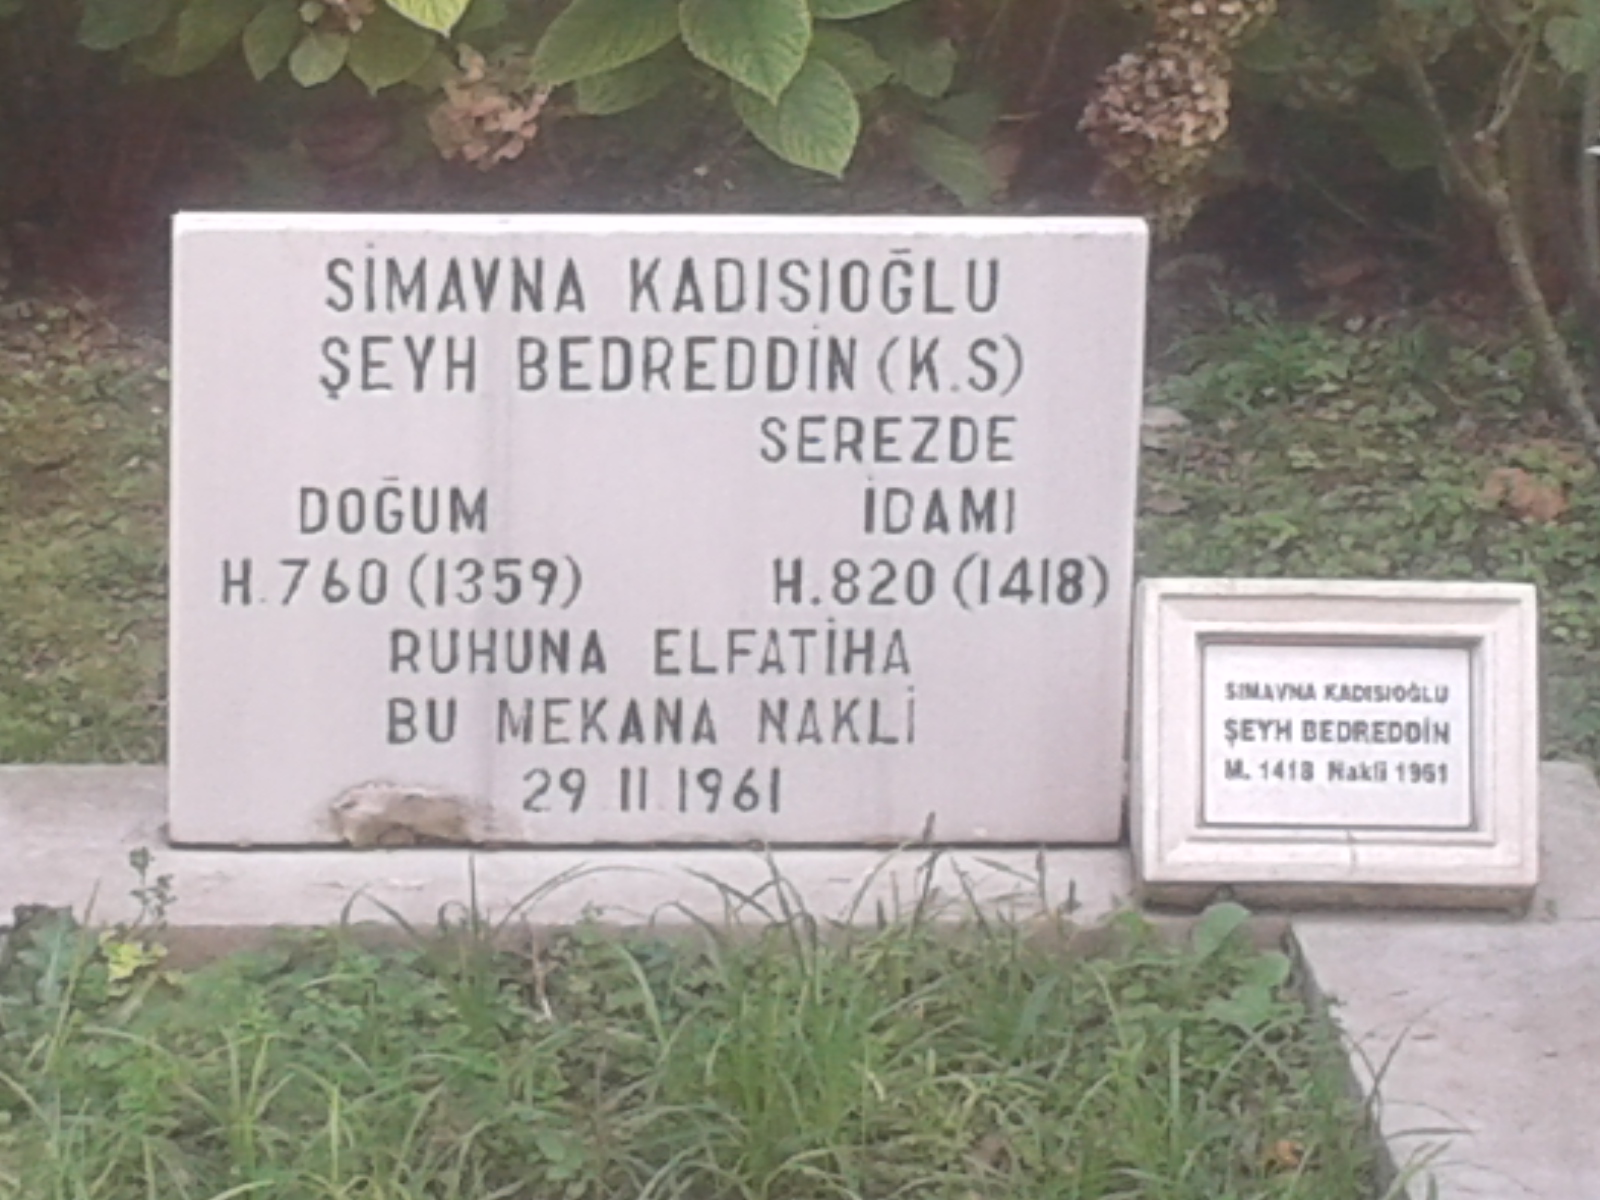 SİMAVNA KADISIOĞLU
ŞEYH BEDREDDİN (K.S)
SEREZDE
DOĞUM İDAMI
H.760 (1359) H.820 (1418)
RUHUNA ELFATİHA
BU MEKANA NAKLİ
29 11 1961
SIMAVNA KADISIOĞLU
ŞEYH BEDREDDİN
M. 1418 Nakli 1961